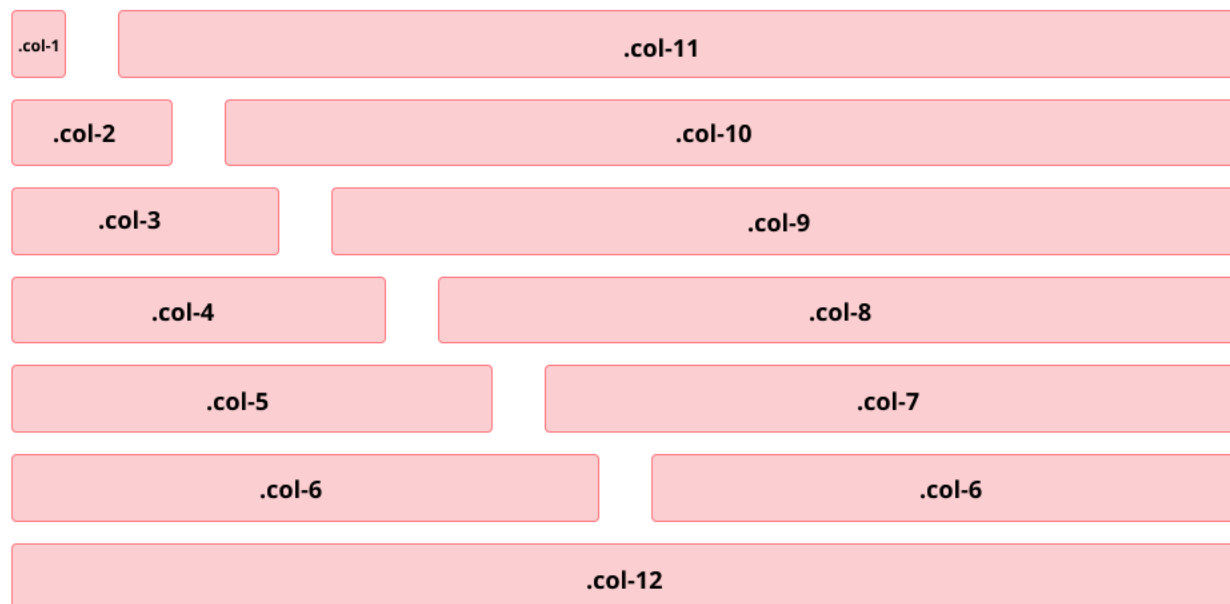 .col-1 .col-11
.col-2 .col-10
.col-3 .col-9
.col-4 .col-8
.col-5 .col-7
.col-6 .col-6
.col-12